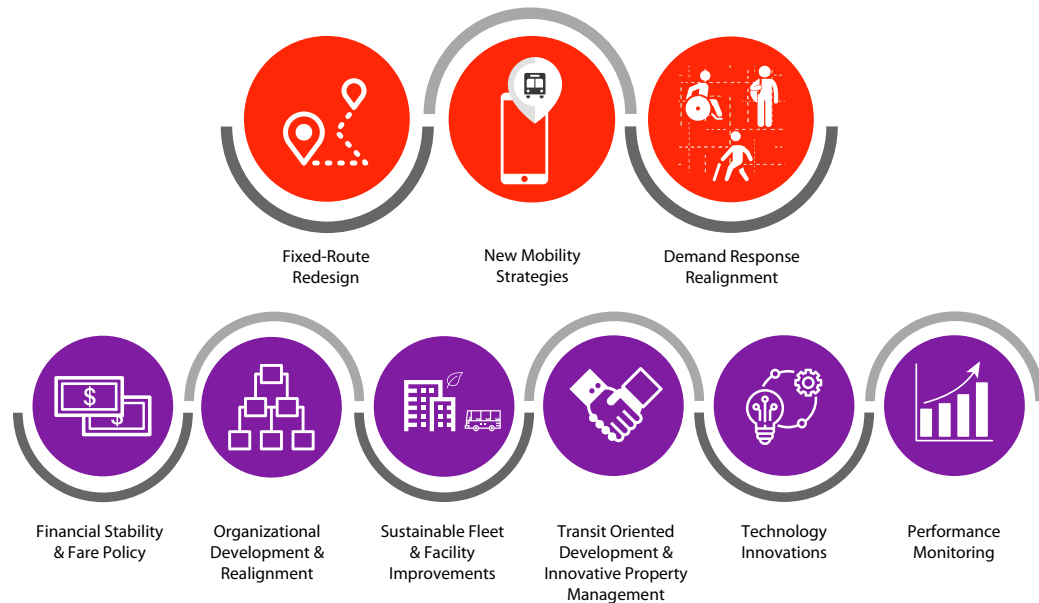 Fixed-Route
Redesign
New Mobility
Strategies
Demand Response
Realignment
$
$
Financial Stability
& Fare Policy
Organizational
Development &
Realignment
Sustainable Fleet
& Facility
Improvements
Transit Oriented
Development &
Innovative Property
Management
Technology
Innovations
Performance
Monitoring